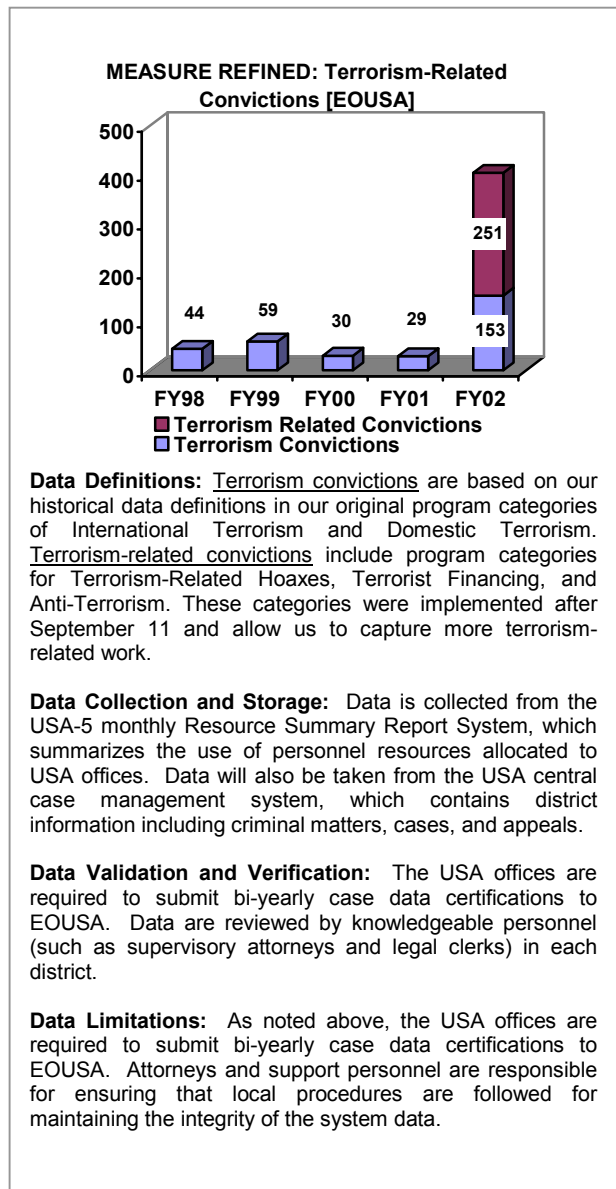 MEASURE REFINED: Terrorism-Related
Convictions [EOUSA]
500
400
300
200
100
0
44
59
30
29
251
153
FY98 FY99 FY00 FY01 FY02
Terrorism Related Convictions
Terrorism Convictions
Data Definitions: Terrorism convictions are based on our
historical data definitions in our original program categories
of International Terrorism and Domestic Terrorism.
Terrorism-related convictions include program categories
for Terrorism-Related Hoaxes, Terrorist Financing, and
Anti-Terrorism. These categories were implemented after
September 11 and allow us to capture more terrorism-
related work.
Data Collection and Storage: Data is collected from the
USA-5 monthly Resource Summary Report System, which
summarizes the use of personnel resources allocated to
USA offices. Data will also be taken from the USA central
case management system, which contains district
information including criminal matters, cases, and appeals.
Data Validation and Verification: The USA offices are
required to submit bi-yearly case data certifications to
EOUSA. Data are reviewed by knowledgeable personnel
(such as supervisory attorneys and legal clerks) in each
district.
Data Limitations: As noted above, the USA offices are
required to submit bi-yearly case data certifications to
EOUSA. Attorneys and support personnel are responsible
for ensuring that local procedures are followed for
maintaining the integrity of the system data.